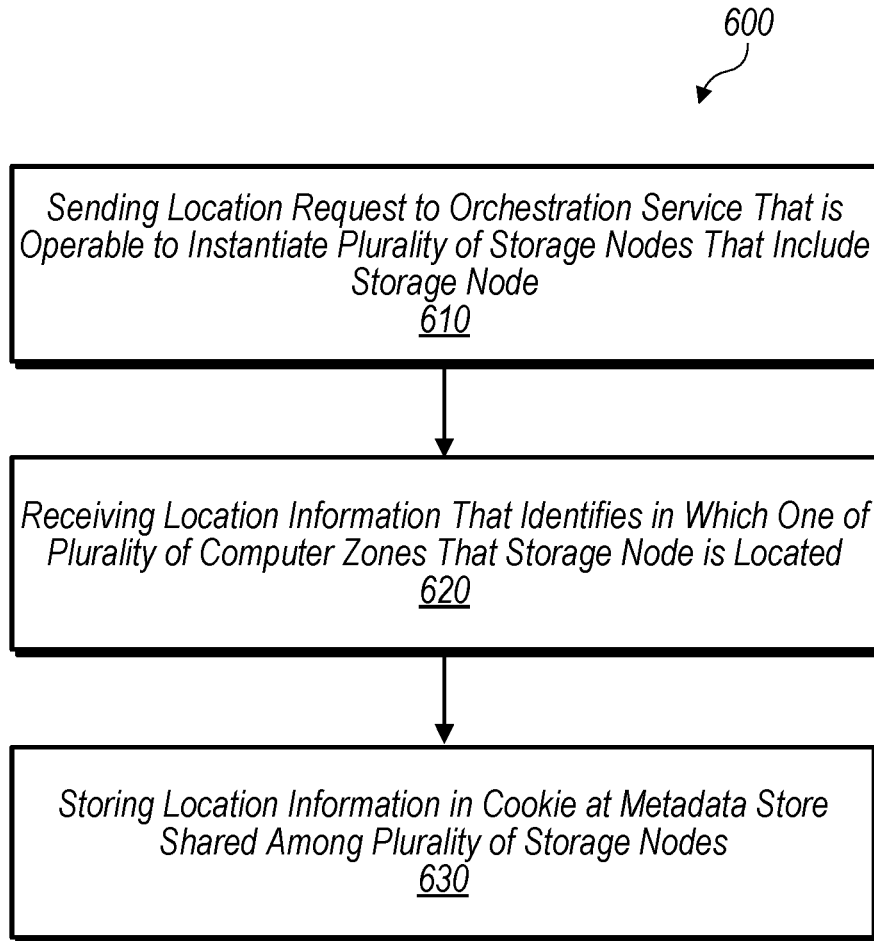 600
Sending Location Request to Orchestration Service That is
Operable to Instantiate Plurality of Storage Nodes That Include
Storage Node
610
Receiving Location Information That Identifies in Which One of
Plurality of Computer Zones That Storage Node is Located
620
Storing Location Information in Cookie at Metadata Store
Shared Among Plurality of Storage Nodes
630